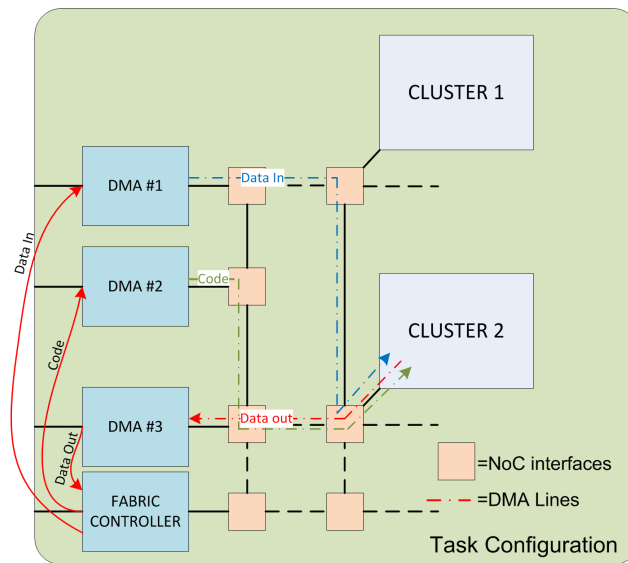 CLUSTER 1
DMA #1
Data In
Data In
DMA #2
Code
Code
CLUSTER 2
DMA #3
Data out
Data Out
FABRIC
CONTROLLER
=NoC interfaces
=DMA Lines
Task Configuration